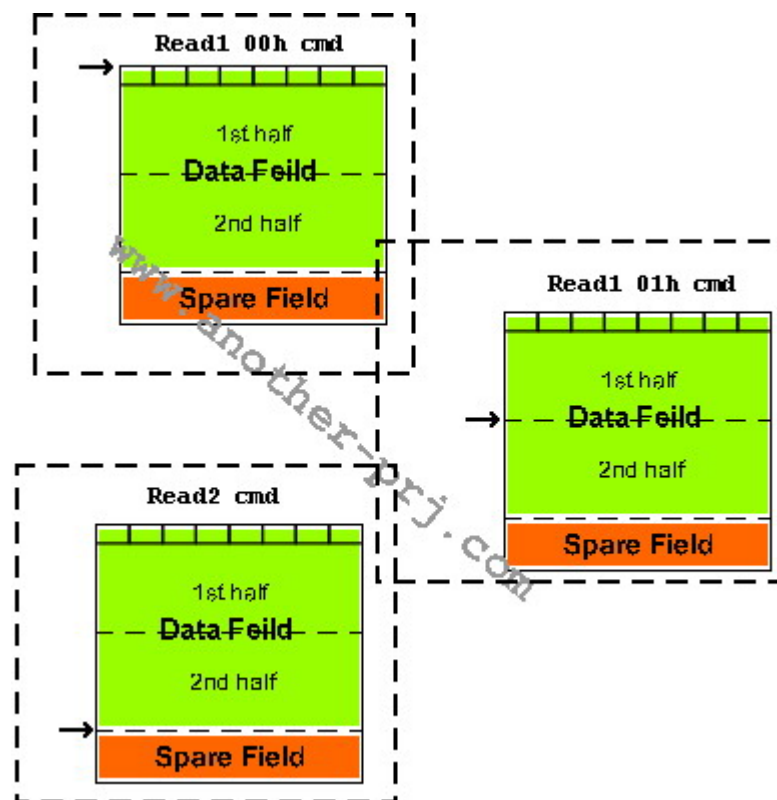 Read1 00h cmd
1st half
Data Feild
2nd half
Spare Field
Read1 01h cmd
1st half
Data Feild
2nd half
Spare Field
Read2 cmd
1st half
Data Feild
2nd half
Spare Field
www.another-prj.com